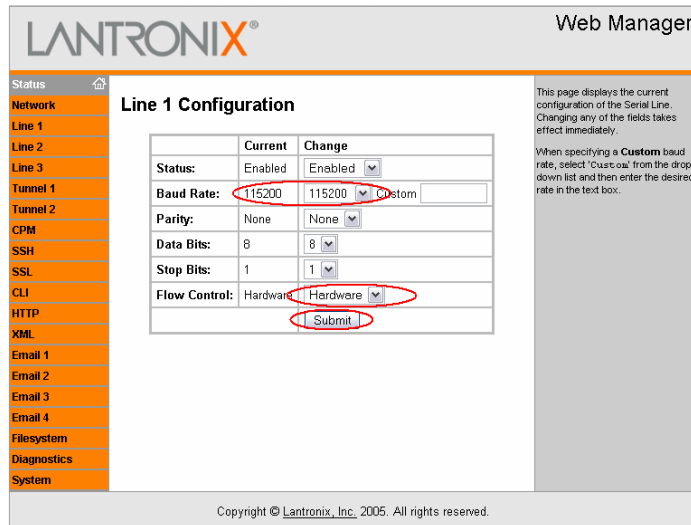 LANTRONIX®
Web Manager
Status
Network
Line 1
Line 2
Line 3
Tunnel 1
Tunnel 2
CPM
SSH
SSL
CLI
HTTP
XML
Email 1
Email 2
Email 3
Email 4
Filesystem
Diagnostics
System
Line 1 Configuration
Current Change
Status: Enabled Enabled
Baud Rate: 115200 115200 Custom
Parity: None None
Data Bits: 8 8
Stop Bits: 1 1
Flow Control: Hardware Hardware
Submit
This page displays the current
configuration of the Serial Line.
Changing any of the fields takes
effect immediately.
When specifying a Custom baud
rate, select 'Custom' from the drop
down list and then enter the desired
rate in the text box.
Copyright © Lantronix, Inc. 2005. All rights reserved.